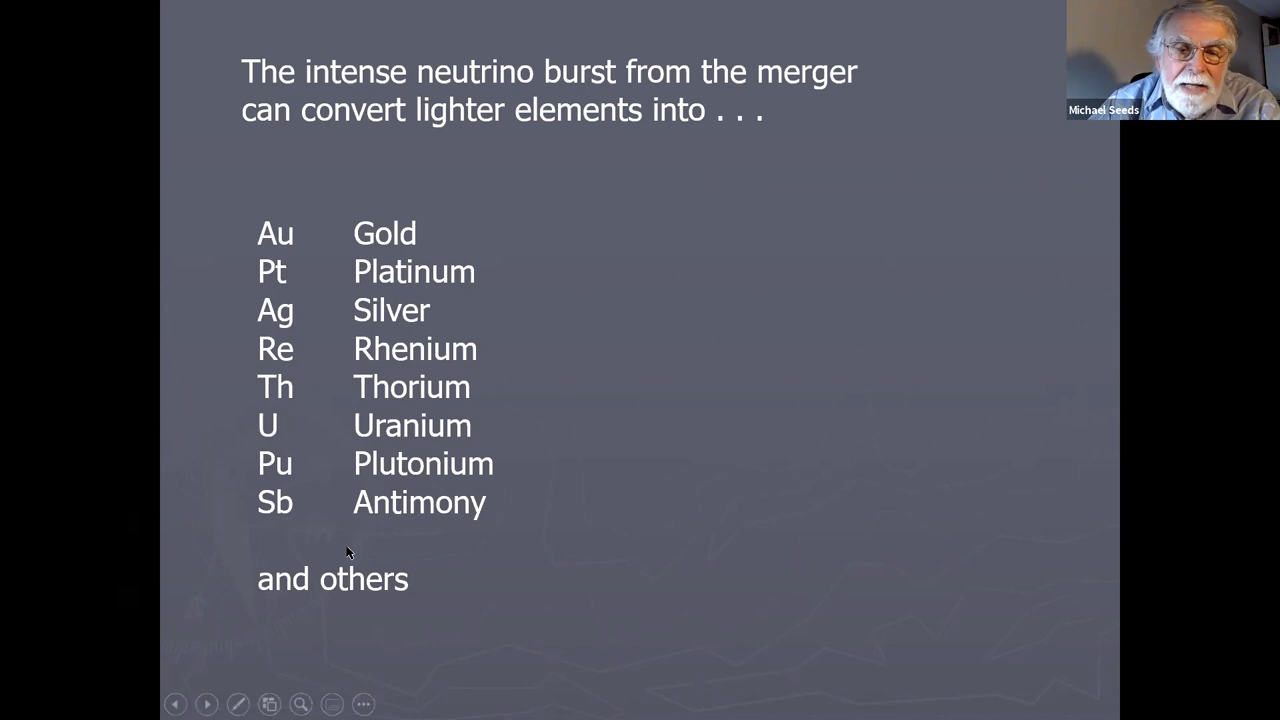 The intense neutrino burst from the merger
can convert lighter elements into . . .
Au Gold
Pt Platinum
Ag Silver
Re Rhenium
Th Thorium
U Uranium
Pu Plutonium
Sb Antimony
and others
Michael Seeds